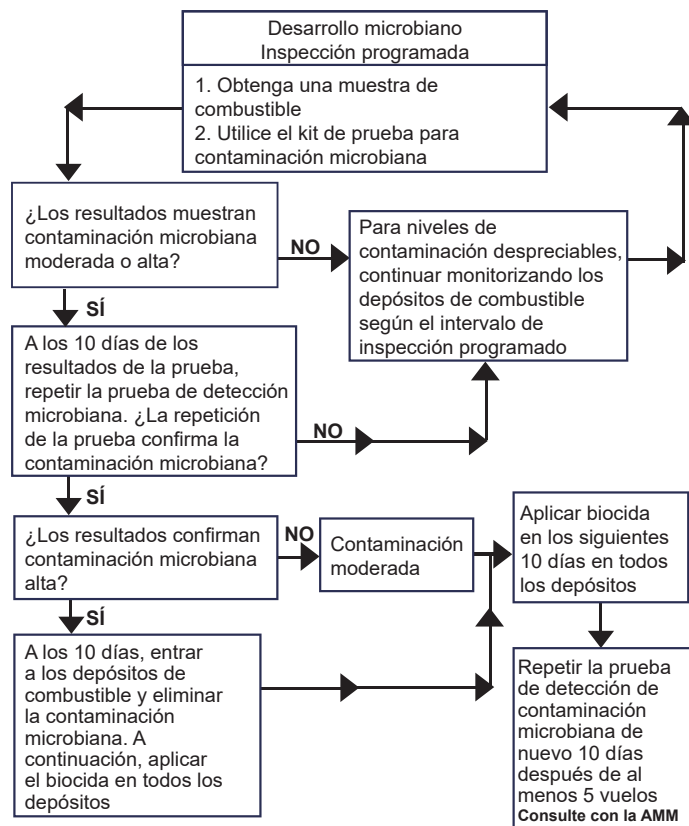 Desarrollo microbiano
Inspección programada
1. Obtenga una muestra de
combustible
2. Utilice el kit de prueba para
contaminación microbiana
¿Los resultados muestran
contaminación microbiana
moderada o alta?
NO
Para niveles de
contaminación despreciables,
continuar monitorizando los
depósitos de combustible
según el intervalo de
inspección programado
SÍ
A los 10 días de los
resultados de la prueba,
repetir la prueba de detección
microbiana. ¿La repetición
de la prueba confirma la
contaminación microbiana?
NO
SÍ
¿Los resultados confirman
contaminación microbiana
alta?
NO
Contaminación
moderada
Aplicar biocida
en los siguientes
10 días en todos
los depósitos
SÍ
A los 10 días, entrar
a los depósitos de
combustible y eliminar
la contaminación
microbiana. A
continuación, aplicar
el biocida en todos los
depósitos
Repetir la prueba
de detección de
contaminación
microbiana de
nuevo 10 días
después de al
menos 5 vuelos
Consulte con la AMM